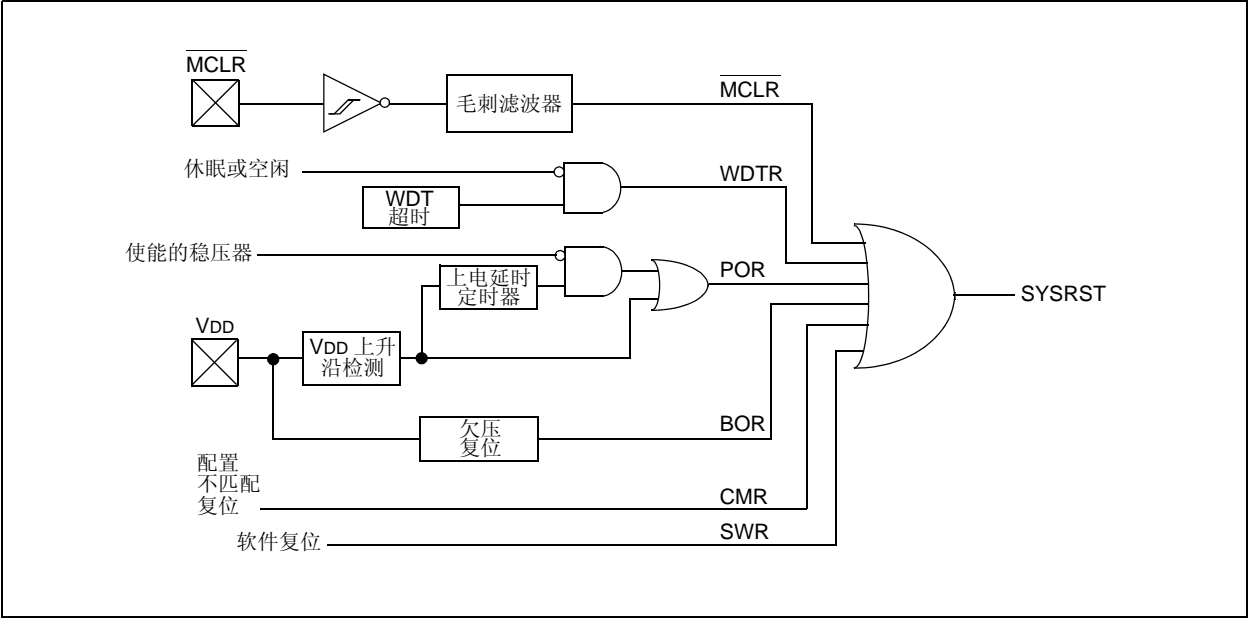 MCLR
毛刺滤波器
MCLR
休眠或空闲
WDT
超时
WDTR
使能的稳压器
上电延时
定时器
POR
SYSRST
VDD
VDD 上升
沿检测
欠压
复位
BOR
配置
不匹配
复位
CMR
软件复位
SWR